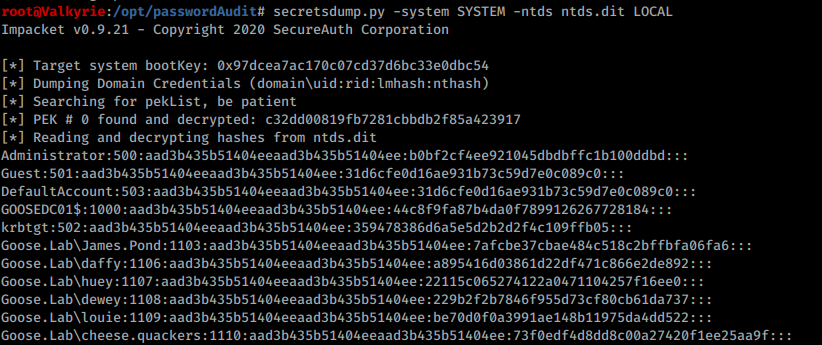 root@Valkyrie:/opt/passwordAudit# secretsdump.py -system SYSTEM -ntds ntds.dit LOCAL
Impacket v0.9.21 - Copyright 2020 SecureAuth Corporation
[*] Target system bootKey: 0x97dcea7ac170c07cd37d6bc33e0dbc54
[*] Dumping Domain Credentials (domain\uid:rid:lmhash:nthash)
[*] Searching for pekList, be patient
[*] PEK # 0 found and decrypted: c32dd00819fb7281cbbdb2f85a423917
[*] Reading and decrypting hashes from ntds.dit
Administrator:500:aad3b435b51404eeaad3b435b51404ee:b0bf2cf4ee921045dbdbffc1b100ddbd:::
Guest:501:aad3b435b51404eeaad3b435b51404ee:31d6cfe0d16ae931b73c59d7e0c089c0:::
DefaultAccount:503:aad3b435b51404eeaad3b435b51404ee:31d6cfe0d16ae931b73c59d7e0c089c0:::
GOOSEDC01$:1000:aad3b435b51404eeaad3b435b51404ee:44c8f9fa87b4da0f7899126267728184:::
krbtgt:502:aad3b435b51404eeaad3b435b51404ee:359478386d6a5e5d2b2d2f4c109ffb05:::
Goose.Lab\James.Pond:1103:aad3b435b51404eeaad3b435b51404ee:7afcbe37cbae484c518c2bffbfa06fa6:::
Goose.Lab\daffy:1106:aad3b435b51404eeaad3b435b51404ee:a895416d03861d22df471c866e2de892:::
Goose.Lab\huey:1107:aad3b435b51404eeaad3b435b51404ee:22115c065274122a0471104257f16ee0:::
Goose.Lab\dewey:1108:aad3b435b51404eeaad3b435b51404ee:229b2f2b7846f955d73cf80cb61da737:::
Goose.Lab\louie:1109:aad3b435b51404eeaad3b435b51404ee:be70d0f0a3991ae148b11975da4dd522:::
Goose.Lab\cheese.quackers:1110:aad3b435b51404eeaad3b435b51404ee:73f0edf4d8dd8c00a27420f1ee25aa9f:::